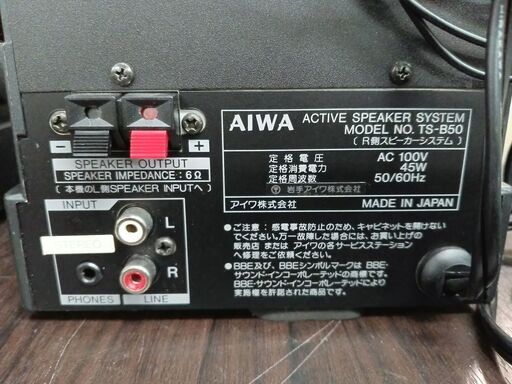 - +
SPEAKER OUTPUT
SPEAKER IMPEDANCE : 6Ω
(本機のL側SPEAKER INPUTへ)
INPUT
L
R
PHONES LINE
AIWA ACTIVE SPEAKER SYSTEM
MODEL NO. TS-B50
(R側スピーカーシステム)
定格電圧 AC 100V
定格消費電力 45W
定格周波数 50/60Hz
岩手アイワ株式会社
アイワ株式会社 MADE IN JAPAN
●ご注意：感電事故防止のため、キャビネットを開けない
でください。万一故障した場合には、お買い上げの
販売店 または アイワの各サービスステーション
へ修理をご依頼ください。
●BBE及び、BBEシンボルマークは BBE-
サウンド・インコーポレーテッドの商標です。
BBE-サウンド・インコーポレーテッドにより
実施権を許諾された商品です。